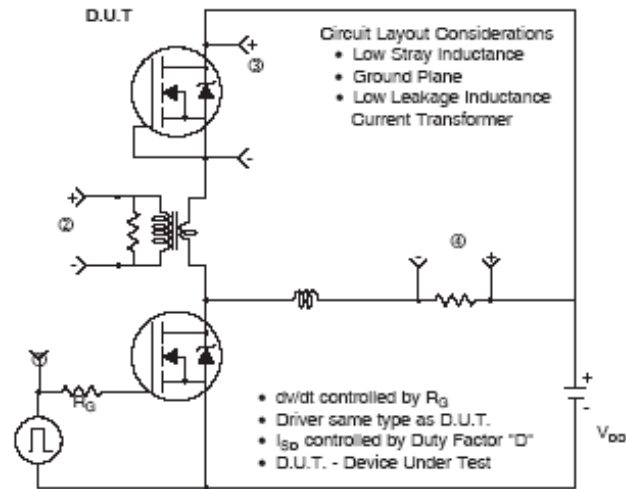 D.U.T
+
③
-
Circuit Layout Considerations
• Low Stray Inductance
• Ground Plane
• Low Leakage Inductance
Current Transformer
+
②
-
④
-
+
RG
• dv/dt controlled by RG
• Driver same type as D.U.T.
• ISD controlled by Duty Factor "D"
• D.U.T. - Device Under Test
+
-
VDD